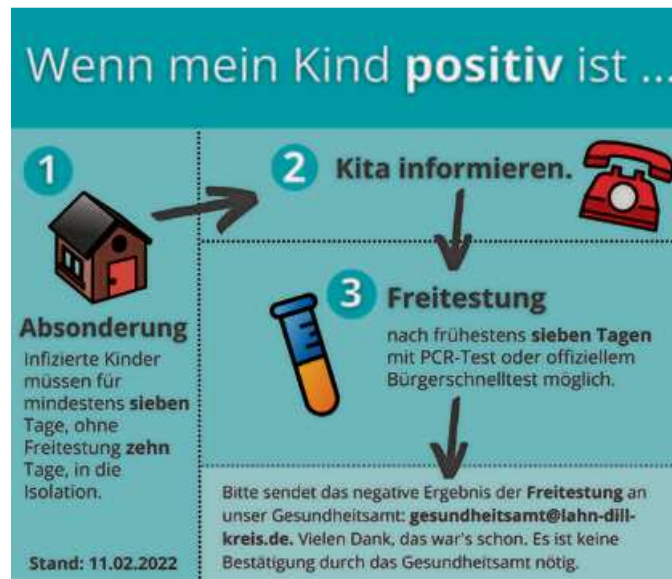 Wenn mein Kind positiv ist ...
1
Absonderung
Infizierte Kinder
müssen für
mindestens sieben
Tage, ohne
Freitestung zehn
Tage, in die
Isolation.
Stand: 11.02.2022
2 Kita informieren.
3 Freitestung
nach frühestens sieben Tagen
mit PCR-Test oder offiziellem
Bürgerschnelltest möglich.
Bitte sendet das negative Ergebnis der Freitestung an
unser Gesundheitsamt: gesundheitsamt@lahn-dill-
kreis.de. Vielen Dank, das war's schon. Es ist keine
Bestätigung durch das Gesundheitsamt nötig.